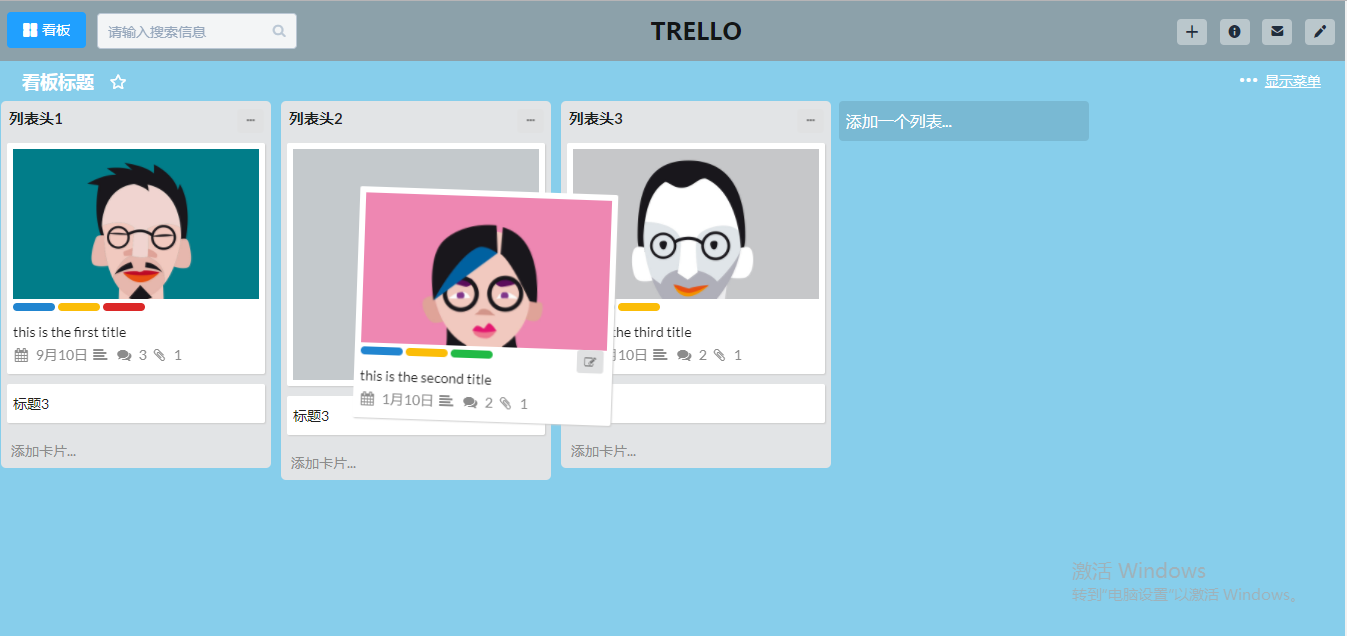 看板
请输入搜索信息
TRELLO
看板标题
显示菜单
列表头1
this is the first title
9月10日 3 1
标题3
添加卡片...
列表头2
this is the second title
1月10日 2 1
标题3
添加卡片...
列表头3
the third title
10日 2 1
添加卡片...
添加一个列表...
激活 Windows
转到"电脑设置"以激活 Windows。